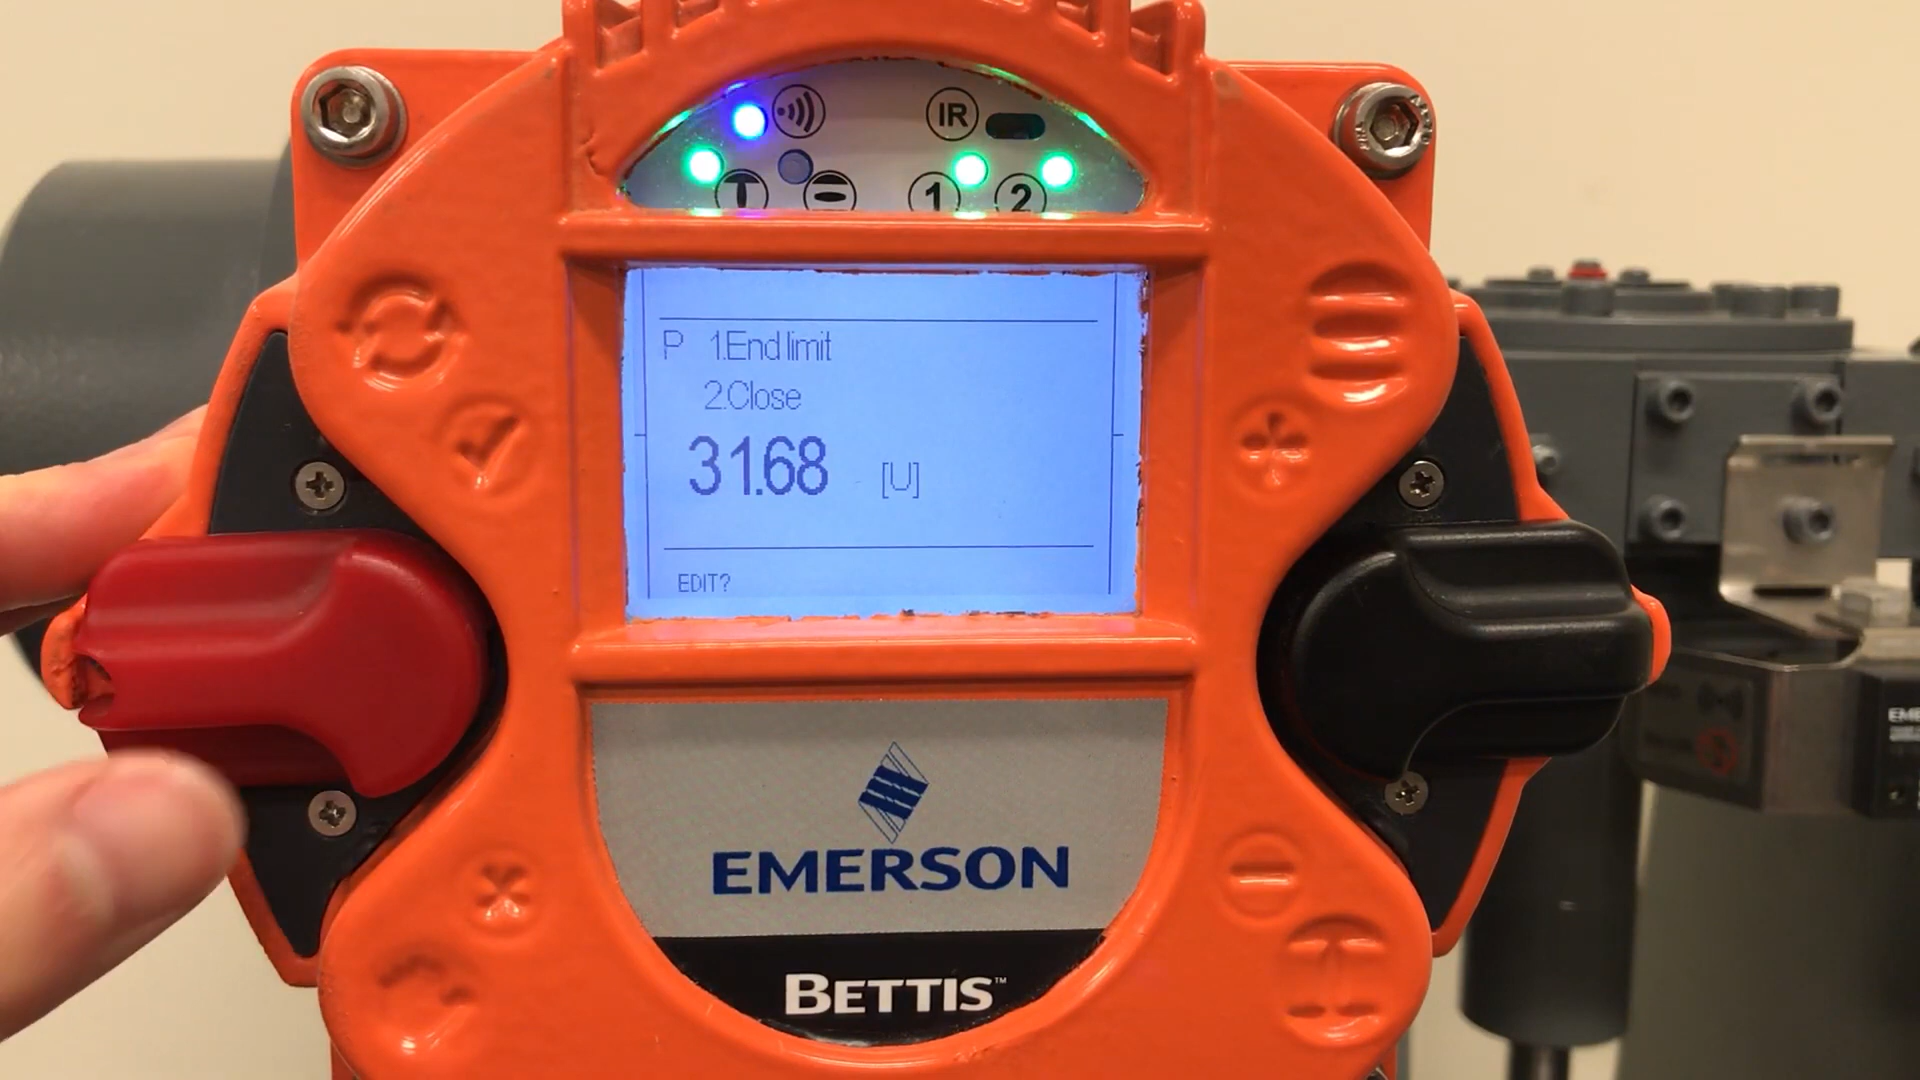 IR
1 2
P 1.End limit
2.Close
31.68 [U]
EDIT?
EMERSON
BETTIS™